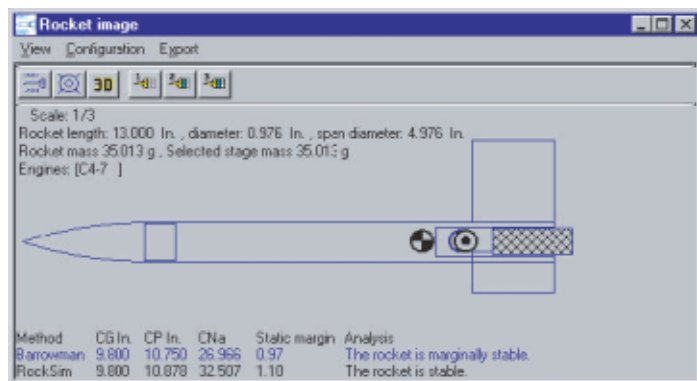 Rocket image
View Configuration Export
3D 1 2 3
Scale: 1/3
Rocket length: 13.000 In. , diameter: 0.976 In. , span diameter: 4.976 In.
Rocket mass 35.013 g , Selected stage mass 35.013 g
Engines: [C4-7 ]
Method CG In. CP In. CNa Static margin Analysis
Barrowman 9.800 10.750 26.966 0.97 The rocket is marginally stable.
RockSim 9.800 10.878 32.507 1.10 The rocket is stable.